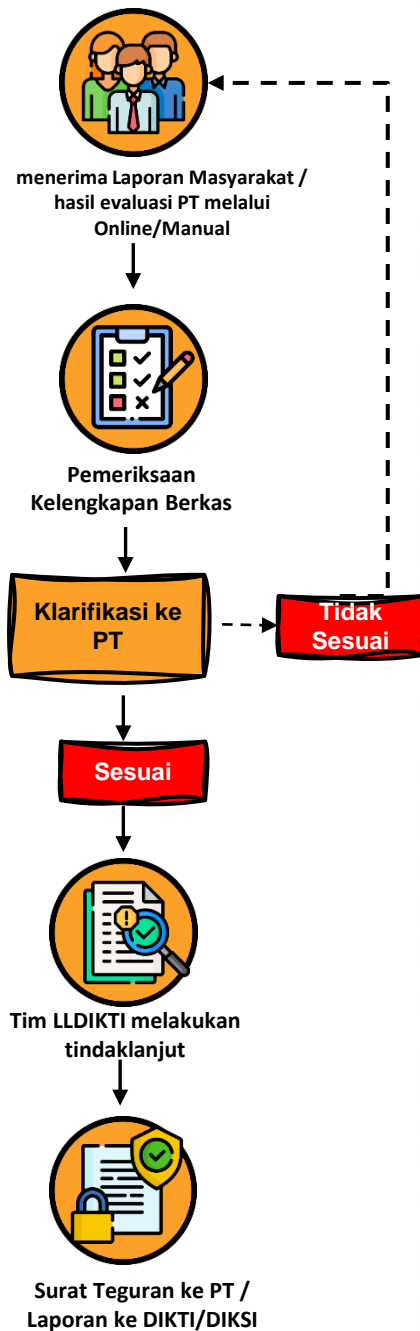 menerima Laporan Masyarakat /
hasil evaluasi PT melalui
Online/Manual
Pemeriksaan
Kelengkapan Berkas
Klarifikasi ke
PT
Tidak
Sesuai
Sesuai
Tim LLDIKTI melakukan
tindaklanjut
Surat Teguran ke PT /
Laporan ke DIKTI/DIKSI